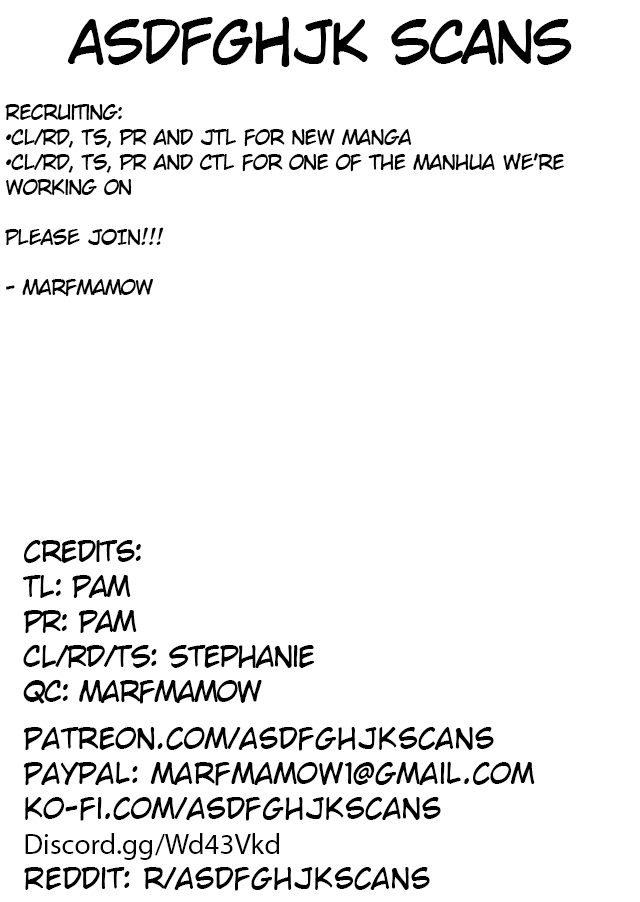 ASDFGHJK SCANS
RECRUITING:
•CL/RD, TS, PR AND JTL FOR NEW MANGA
•CL/RD, TS, PR AND CTL FOR ONE OF THE MANHUA WE'RE
WORKING ON
PLEASE JOIN!!!
- MARFMAMOW
CREDITS:
TL: PAM
PR: PAM
CL/RD/TS: STEPHANIE
QC: MARFMAMOW
PATREON.COM/ASDFGHJKSCANS
PAYPAL: MARFMAMOW1@GMAIL.COM
KO-FI.COM/ASDFGHJKSCANS
Discord.gg/Wd43Vkd
REDDIT: R/ASDFGHJKSCANS